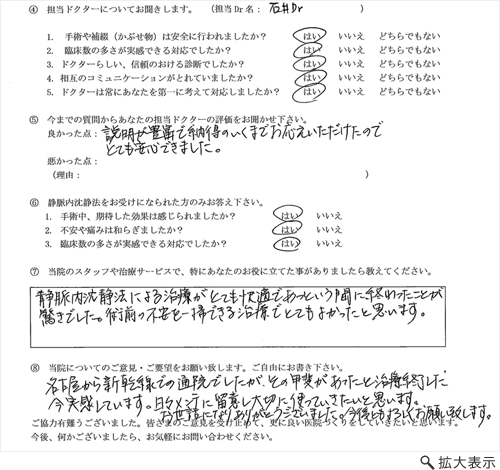 ④ 担当ドクターについてお聞きします。 (担当Dr名： 石井Dr )
1. 手術や補綴（かぶせ物）は安全に行われましたか？ はい いいえ どちらでもない
2. 臨床数の多さが実感できる対応でしたか？ はい いいえ どちらでもない
3. ドクターらしい、信頼のおける診断でしたか？ はい いいえ どちらでもない
4. 相互のコミュニケーションがとれていましたか？ はい いいえ どちらでもない
5. ドクターは常にあなたを第一に考えて対応しましたか？ はい いいえ どちらでもない
⑤ 今までの質問からあなたの担当ドクターの評価をお聞かせ下さい。
良かった点： 説明が豊富で納得のいくまでお応えいただけたので
とても安心できました。
悪かった点：
（理由： ）
⑥ 静脈内沈静法をお受けになられた方のみお答え下さい。
1. 手術中、期待した効果は感じられましたか？ はい いいえ
2. 不安や痛みは和らぎましたか？ はい いいえ
3. 臨床数の多さが実感できる対応でしたか？ はい いいえ
⑦ 当院のスタッフや治療サービスで、特にあなたのお役に立てた事がありましたら教えてください。
静脈内沈静法による治療がとても快適であっという間に終わったことが
驚きでした。術前の不安を一掃できる治療でとてもよかったと思います。
⑧ 当院についてのご意見・ご要望をお願い致します。ご自由にお書き下さい。
名古屋から新幹線での通院でしたが、その甲斐があったと治療終了した
今実感しています。日々メンテに留意し大切に使っていきたいと思います。
お世話になりありがとうございました。今後ともよろしくお願い致します。
ご協力有難うございました。皆さまのご意見を受け止めて、更に良い医院づくりをしていきたいと思います。
今後、何かございましたら、お気軽にお問い合わせください。
拡大表示